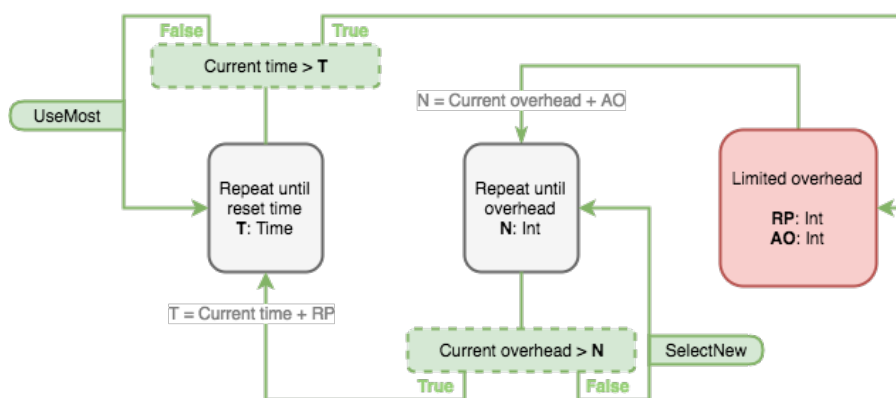 False
True
Current time > T
UseMost
N = Current overhead + AO
Repeat until
reset time
T: Time
Repeat until
overhead
N: Int
Limited overhead
RP: Int
AO: Int
T = Current time + RP
Current overhead > N
SelectNew
True
False